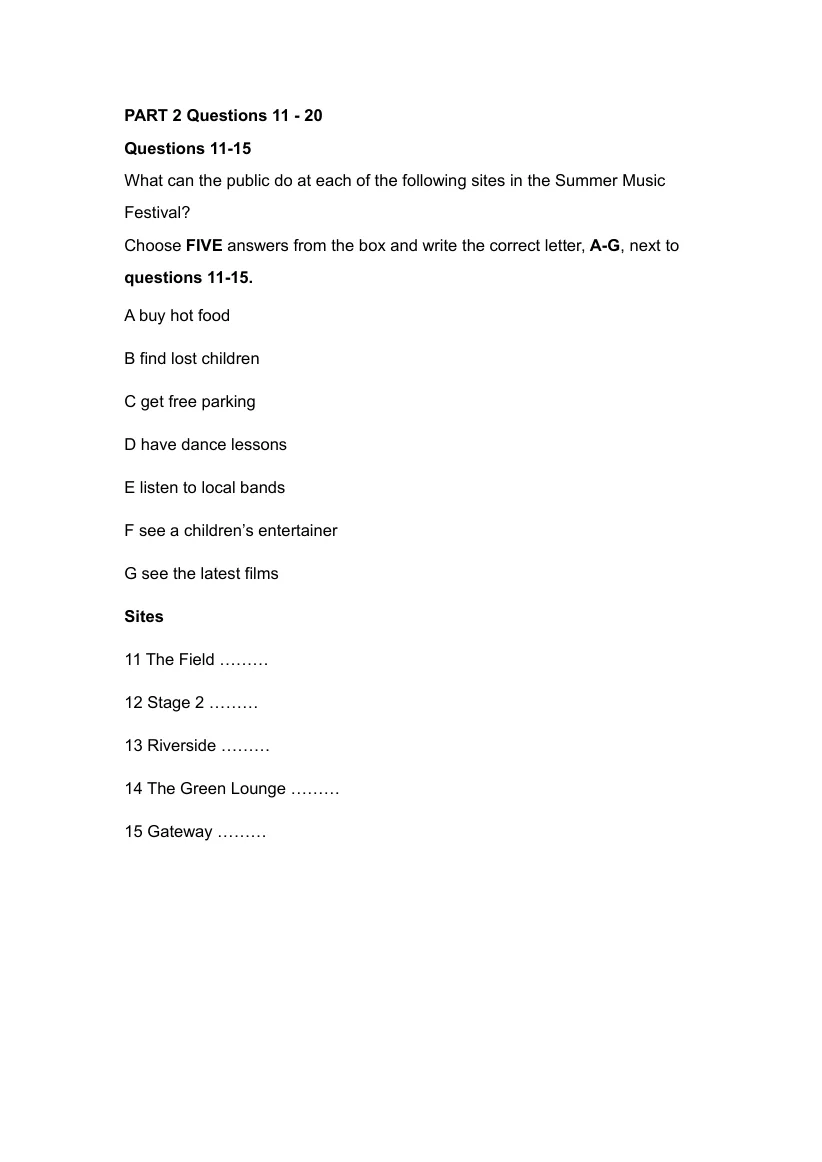 PART 2 Questions 11 - 20
Questions 11-15
What can the public do at each of the following sites in the Summer Music
Festival?
Choose FIVE answers from the box and write the correct letter, A-G, next to
questions 11-15.
A buy hot food
B find lost children
C get free parking
D have dance lessons
E listen to local bands
F see a children’s entertainer
G see the latest films
Sites
11 The Field ………
12 Stage 2 ………
13 Riverside ………
14 The Green Lounge ………
15 Gateway ………